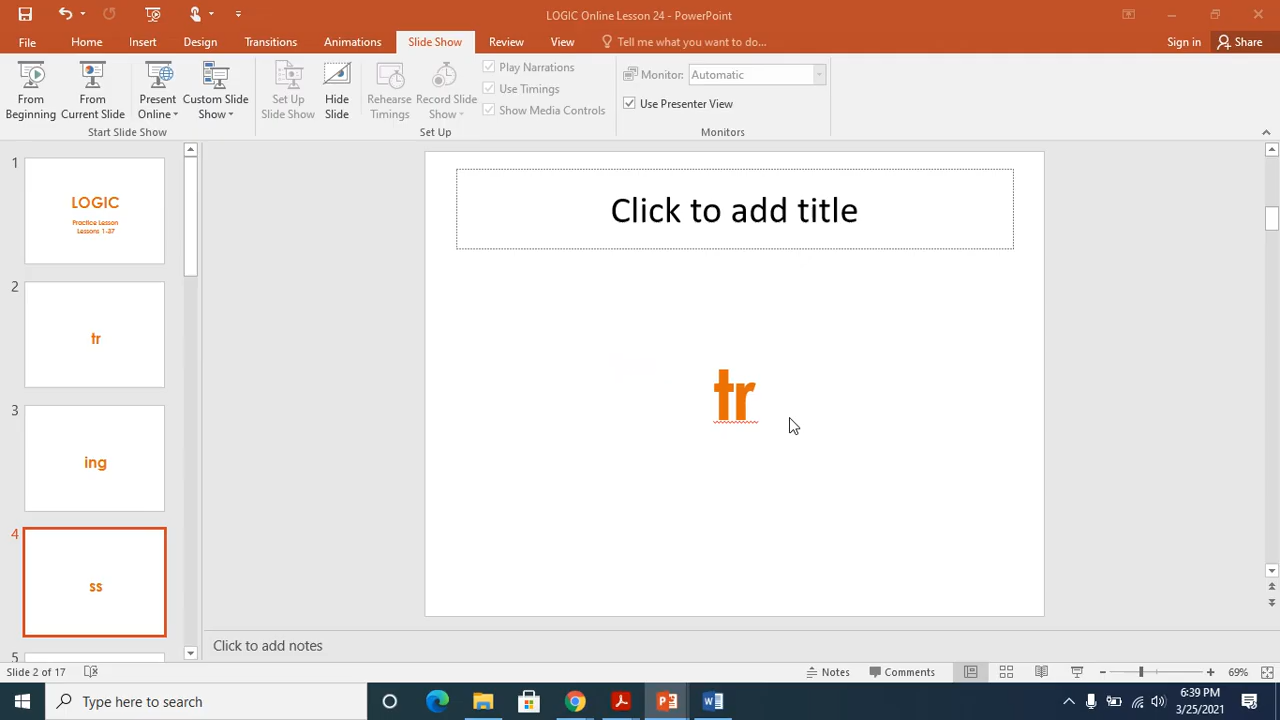 LOGIC Online Lesson 24 - PowerPoint
File Home Insert Design Transitions Animations Slide Show Review View Tell me what you want to do... Sign in Share
From Beginning
From Current Slide
Present Online
Custom Slide Show
Start Slide Show
Set Up Slide Show
Hide Slide
Rehearse Timings
Record Slide Show
Play Narrations
Use Timings
Show Media Controls
Set Up
Monitor: Automatic
Use Presenter View
Monitors
1
LOGIC
Practice Lesson
Lessons 1-37
2
tr
3
ing
4
ss
5
Click to add title
tr
Click to add notes
Slide 2 of 17
Notes Comments 69%
Type here to search
6:39 PM
3/25/2021